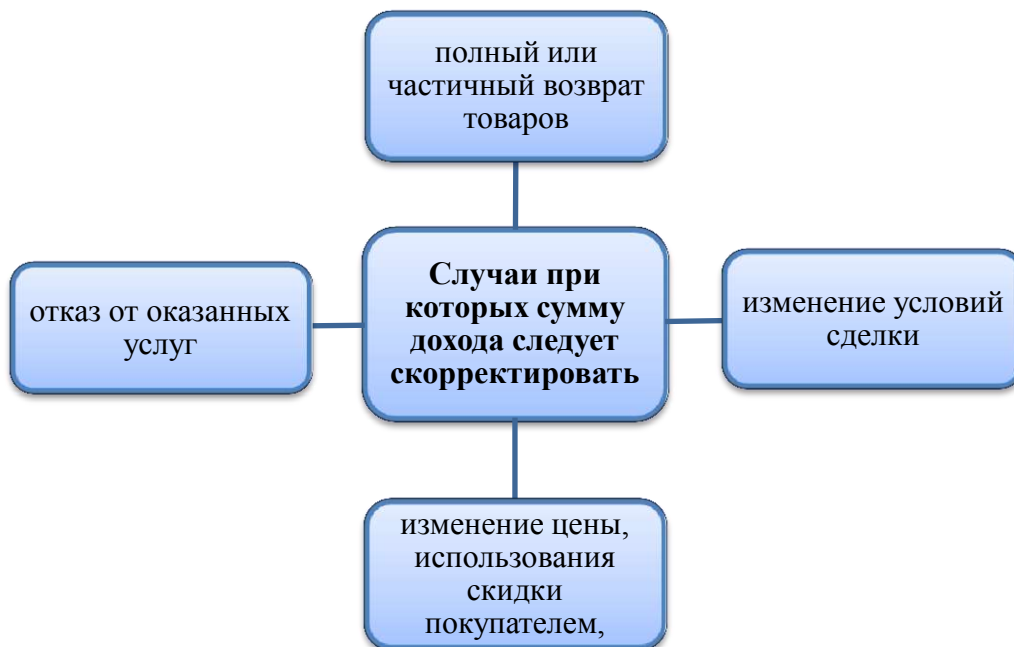 полный или
частичный возврат
товаров
Случаи при
которых сумму
дохода следует
скорректировать
отказ от оказанных
услуг
изменение условий
сделки
изменение цены,
использования
скидки
покупателем,